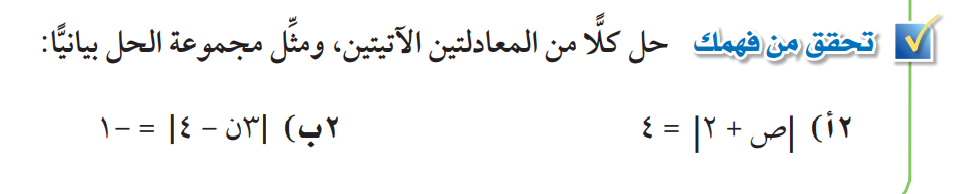 تحقق من فهمك حل كلًّا من المعادلتين الآتيتين، ومثِّل مجموعة الحل بيانيًّا:
٢أ) |ص + ٢| = ٤ ٢ب) |٣ن - ٤| = -١